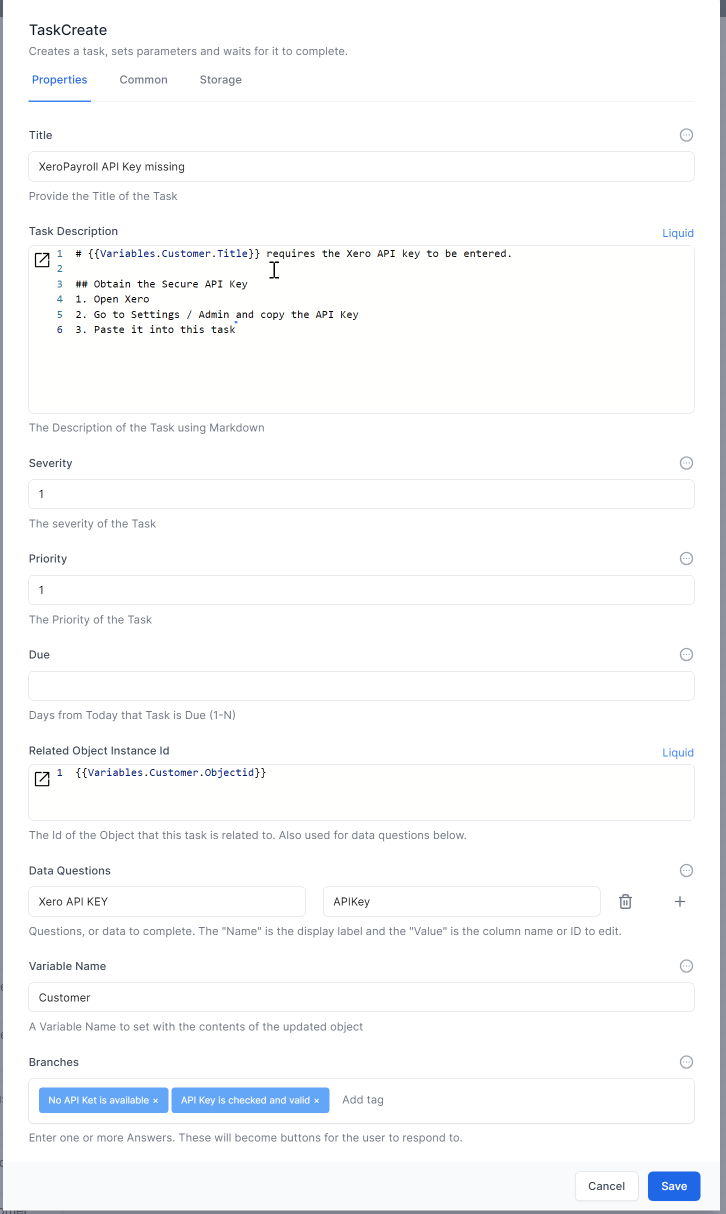 TaskCreate
Creates a task, sets parameters and waits for it to complete.
Properties Common Storage
Title
XeroPayroll API Key missing
Provide the Title of the Task
Task Description Liquid
1 # {{Variables.Customer.Title}} requires the Xero API key to be entered.
2
3 ## Obtain the Secure API Key
4 1. Open Xero
5 2. Go to Settings / Admin and copy the API Key
6 3. Paste it into this task
The Description of the Task using Markdown
Severity
1
The severity of the Task
Priority
1
The Priority of the Task
Due
Days from Today that Task is Due (1-N)
Related Object Instance Id Liquid
1 {{Variables.Customer.Objectid}}
The Id of the Object that this task is related to. Also used for data questions below.
Data Questions
Xero API KEY APIKey
Questions, or data to complete. The "Name" is the display label and the "Value" is the column name or ID to edit.
Variable Name
Customer
A Variable Name to set with the contents of the updated object
Branches
No API Ket is available × API Key is checked and valid × Add tag
Enter one or more Answers. These will become buttons for the user to respond to.
Cancel Save